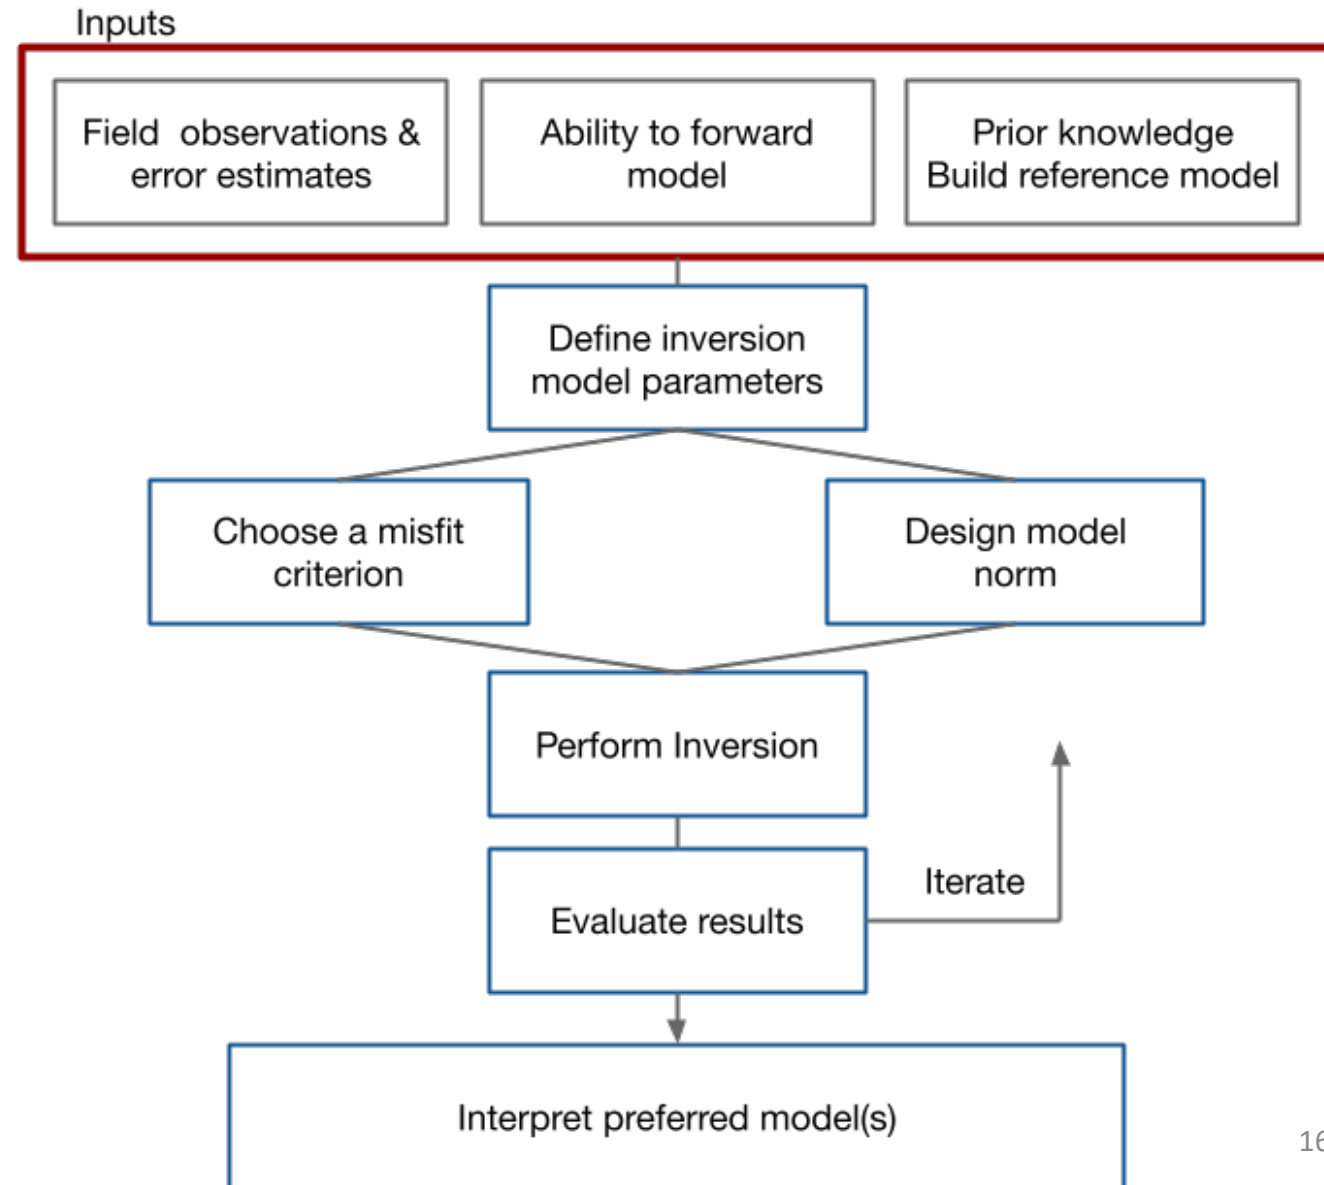 Inputs
Field observations &
error estimates
Ability to forward
model
Prior knowledge
Build reference model
Define inversion
model parameters
Choose a misfit
criterion
Design model
norm
Perform Inversion
Iterate
Evaluate results
Interpret preferred model(s)
16